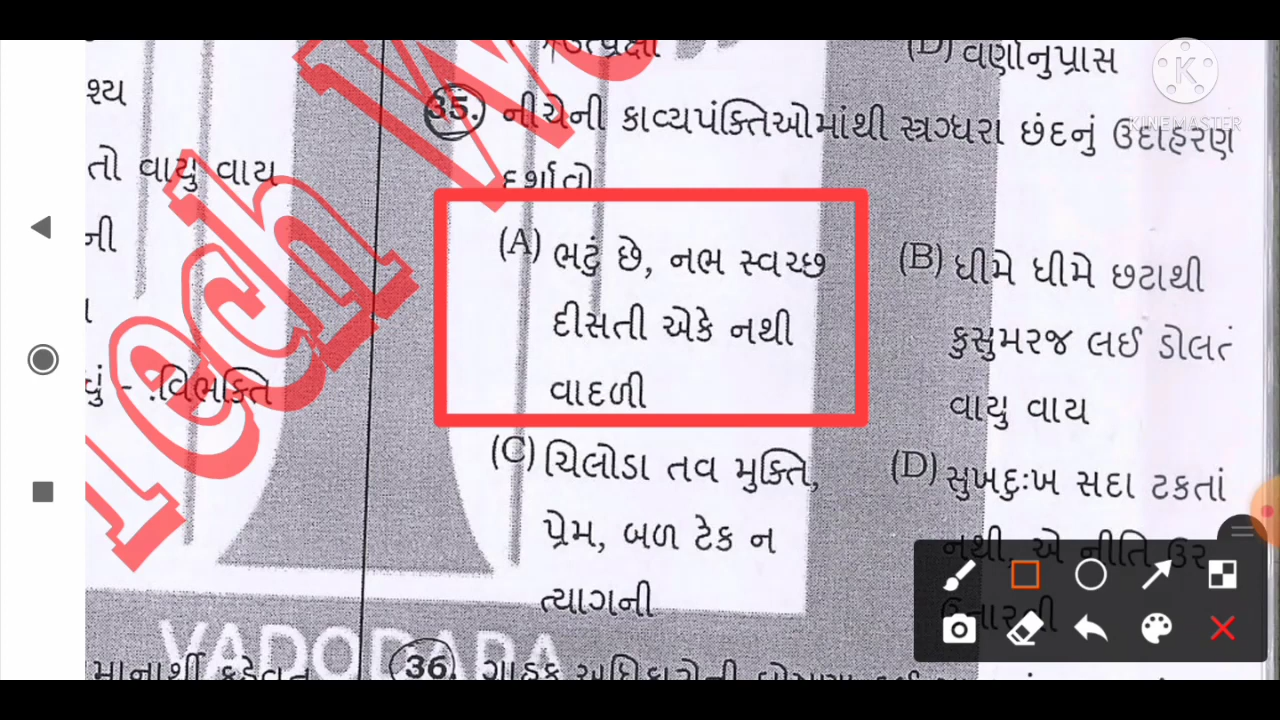 (D) વર્ણાનુપ્રાસ
શ્ય
35. નીચેની કાવ્યપંક્તિઓમાંથી સ્ત્રગ્ધરા છંદનું ઉદાહરણ
દર્શાવો
KINEMASTER
તો વાયુ વાય
ની
(A) ભટ્ટું છે, નભ સ્વચ્છ
દીસતી એકે નથી
વાદળી
(B) ધીમે ધીમે છટાથી
કુસુમરજ લઈ ડોલત
વાયુ વાય
વિભક્તિ
(C) ચિલોડા તવ મુક્તિ,
પ્રેમ, બળ ટેક ન
ત્યાગની
(D) સુખદુઃખ સદા ટકતાં
નથી, એ નીતિ ઉર
Tech
VADODARA
36.